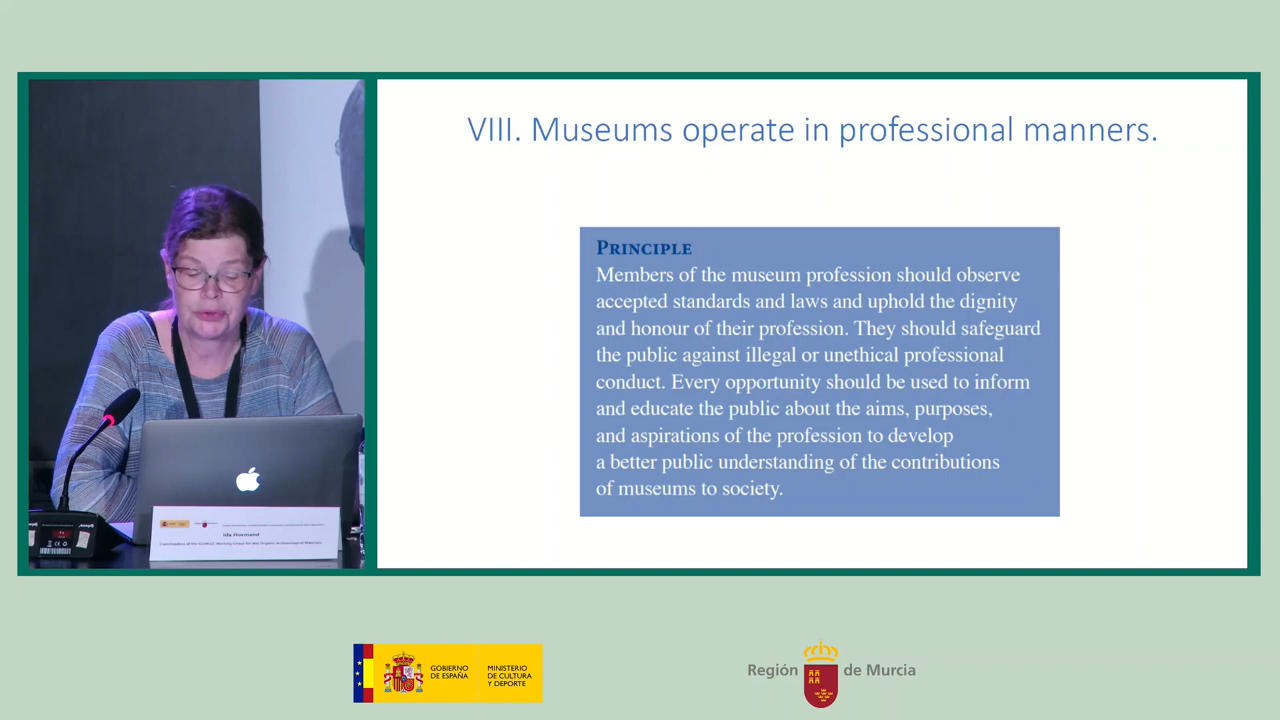 VIII. Museums operate in professional manners.
PRINCIPLE
Members of the museum profession should observe
accepted standards and laws and uphold the dignity
and honour of their profession. They should safeguard
the public against illegal or unethical professional
conduct. Every opportunity should be used to inform
and educate the public about the aims, purposes,
and aspirations of the profession to develop
a better public understanding of the contributions
of museums to society.
Ida Hovmand
GOBIERNO
DE ESPAÑA
MINISTERIO
DE CULTURA
Y DEPORTE
Región de Murcia